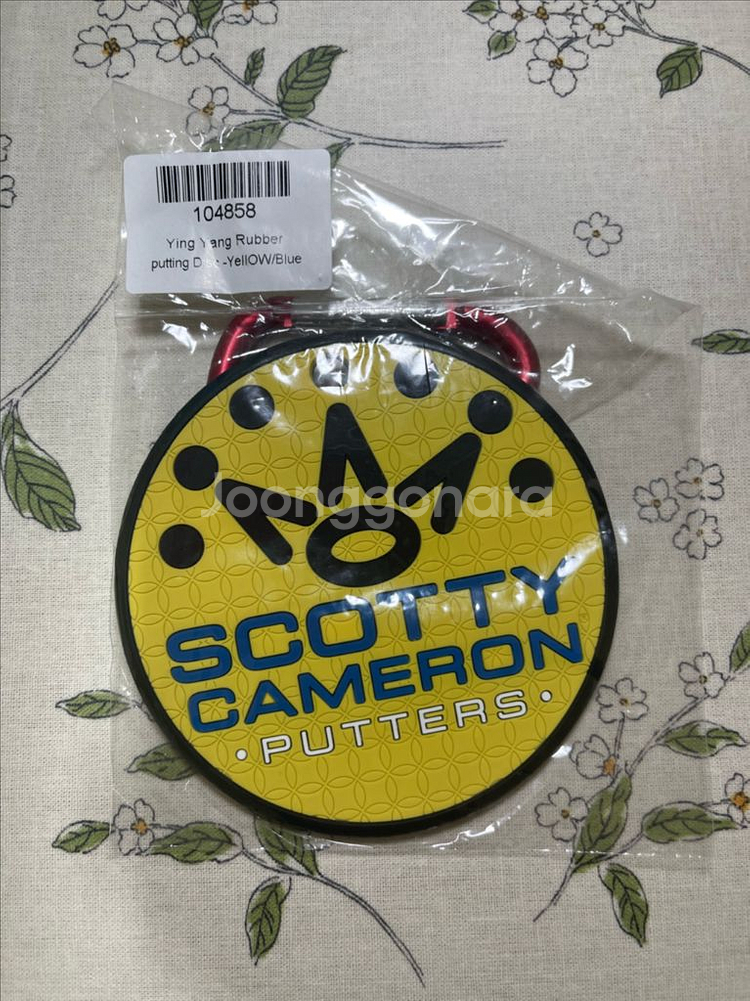 104858
Ying Yang Rubber
putting -YellOW/Blue
Joonggonara
SCOTTY
CAMERON
• PUTTERS •